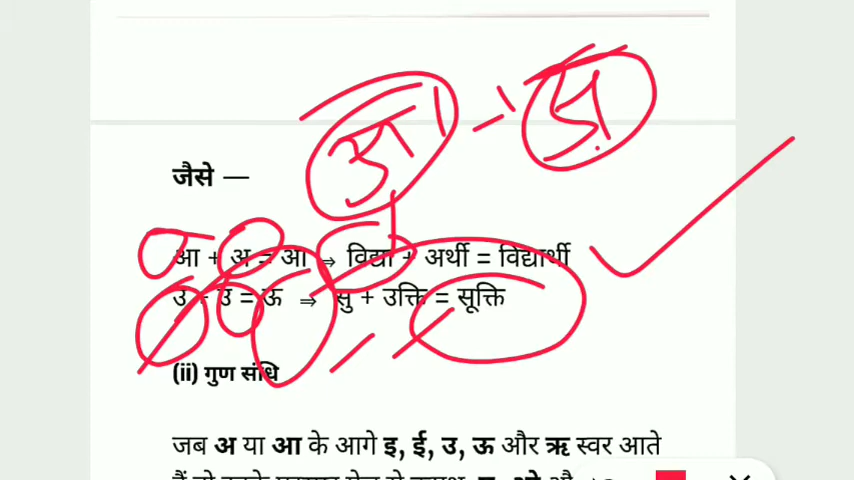 जैसे —
आ + अ = आ ⇒ विद्या + अर्थी = विद्यार्थी
उ + उ = ऊ ⇒ सु + उक्ति = सूक्ति
(ii) गुण संधि
जब अ या आ के आगे इ, ई, उ, ऊ और ऋ स्वर आते